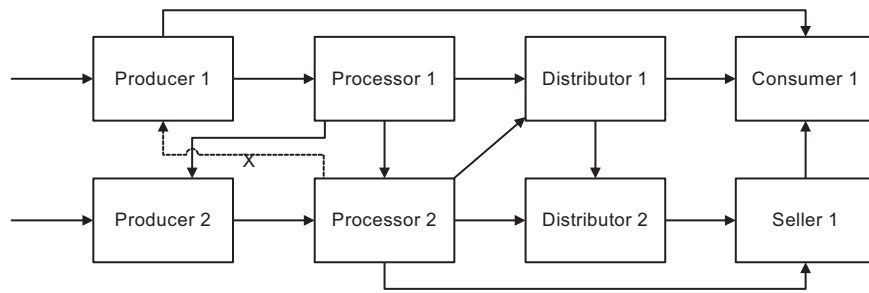 Producer 1
Processor 1
Distributor 1
Consumer 1
X
Producer 2
Processor 2
Distributor 2
Seller 1